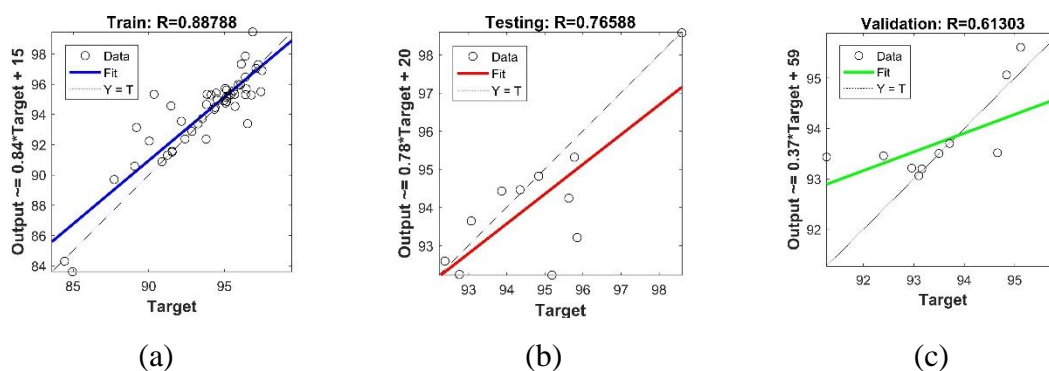 Train: R=0.88788
Output ~= 0.84*Target + 15
98
96
94
92
90
88
86
84
Data
Fit
Y = T
85
90
95
Target
(a)
Testing: R=0.76588
Output ~= 0.78*Target + 20
98
97
96
95
94
93
Data
Fit
Y = T
93
94
95
96
97
98
Target
(b)
Validation: R=0.61303
Output ~= 0.37*Target + 59
95
94
93
92
Data
Fit
Y = T
92
93
94
95
Target
(c)